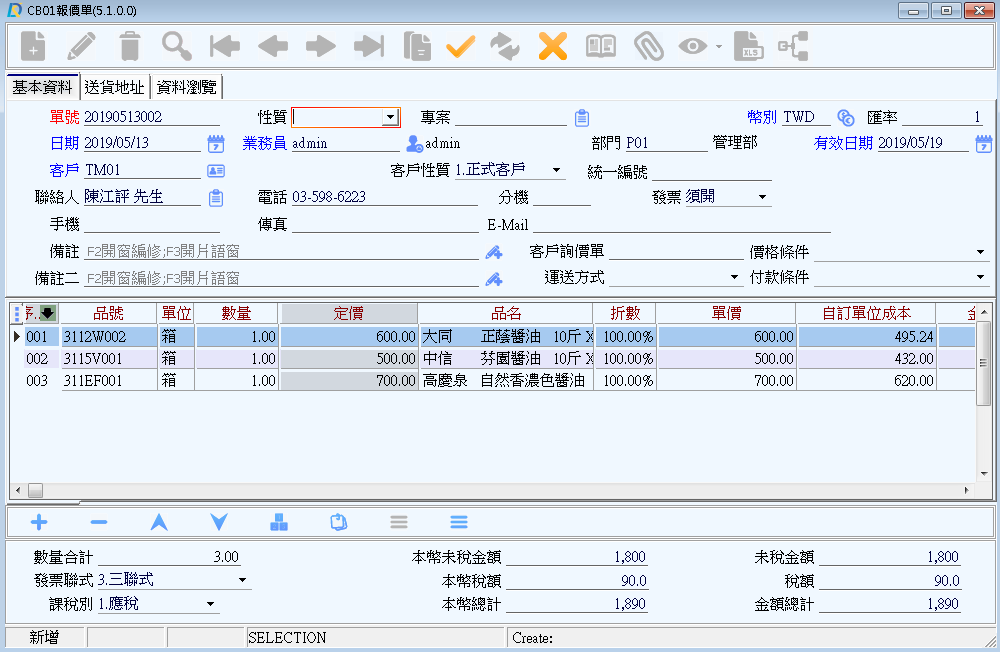 CB01報價單(5.1.0.0)
XLS
基本資料 送貨地址 資料瀏覽
單號 20190513002 性質 專案 幣別 TWD 匯率 1
日期 2019/05/13 業務員 admin admin 部門 P01 管理部 有效日期 2019/05/19
客戶 TM01 客戶性質 1.正式客戶 統一編號
聯絡人 陳江評 先生 電話 03-598-6223 分機 發票 須開
手機 傳真 E-Mail
備註 F2開窗編修;F3開片語窗 客戶詢價單 價格條件
備註二 F2開窗編修;F3開片語窗 運送方式 付款條件
品號 單位 數量 定價 品名 折數 單價 自訂單位成本
001 3112W002 箱 1.00 600.00 大同 正蔭醬油 10斤 X 100.00% 600.00 495.24
002 3115V001 箱 1.00 500.00 中信 芬園醬油 10斤 X 100.00% 500.00 432.00
003 311EF001 箱 1.00 700.00 高慶泉 自然香濃色醬油 100.00% 700.00 620.00
數量合計 3.00 本幣未稅金額 1,800 未稅金額 1,800
發票聯式 3.三聯式 本幣稅額 90.0 稅額 90.0
課稅別 1.應稅 本幣總計 1,890 金額總計 1,890
新增 SELECTION Create: